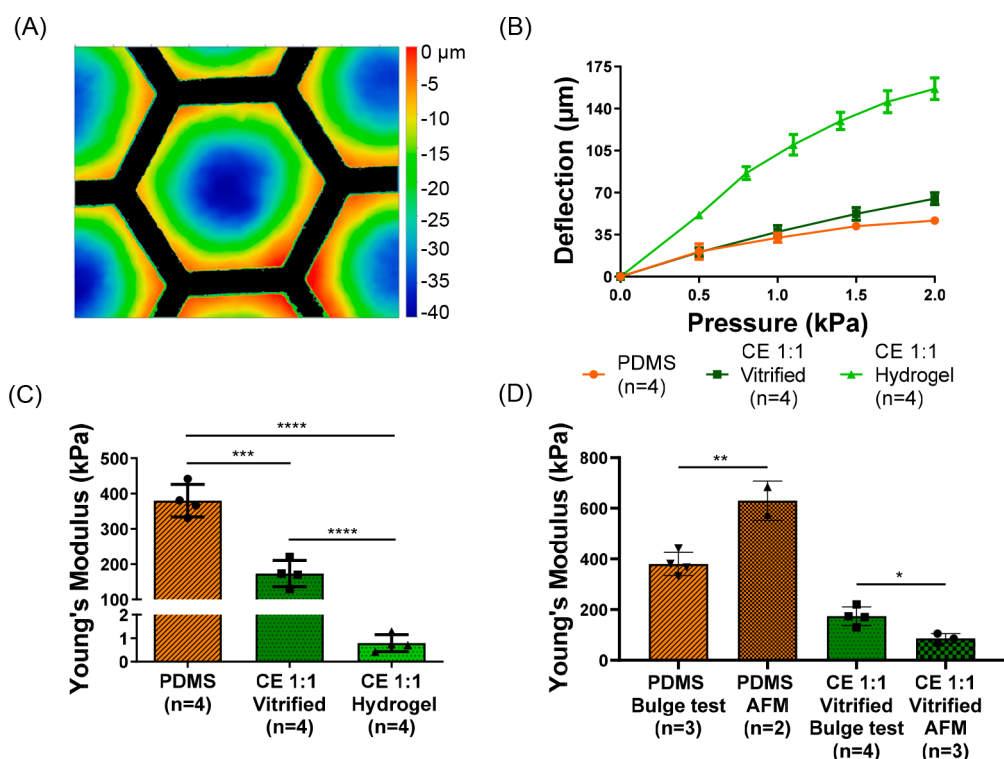 (A)
0 µm
-5
-10
-15
-20
-25
-30
-35
-40
(B)
Deflection (µm)
175
140
105
70
35
0
0.0
0.5
1.0
1.5
2.0
Pressure (kPa)
PDMS
(n=4)
CE 1:1
Vitrified
(n=4)
CE 1:1
Hydrogel
(n=4)
(C)
Young's Modulus (kPa)
500
400
300
200
100
2
1
0
****
***
****
PDMS
(n=4)
CE 1:1
Vitrified
(n=4)
CE 1:1
Hydrogel
(n=4)
(D)
Young's Modulus (kPa)
800
600
400
200
0
**
*
PDMS
Bulge test
(n=3)
PDMS
AFM
(n=2)
CE 1:1
Vitrified
Bulge test
(n=4)
CE 1:1
Vitrified
AFM
(n=3)